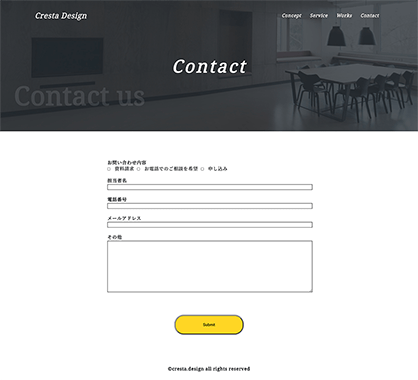 Cresta Design
Concept Service Works Contact
Contact
Contact us
お問い合わせ内容
資料請求 お電話でのご相談を希望 申し込み
担当者名
電話番号
メールアドレス
その他
Submit
©cresta.design all rights reserved